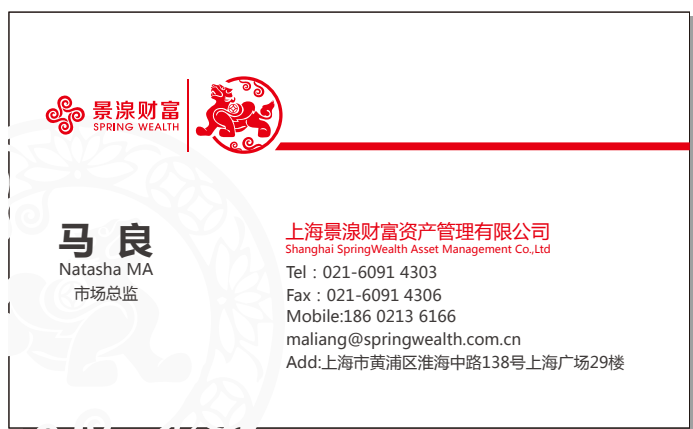 景湶财富
SPRING WEALTH
马 良
Natasha MA
市场总监
上海景湶财富资产管理有限公司
Shanghai SpringWealth Asset Management Co.,Ltd
Tel：021-6091 4303
Fax：021-6091 4306
Mobile:186 0213 6166
maliang@springwealth.com.cn
Add:上海市黄浦区淮海中路138号上海广场29楼